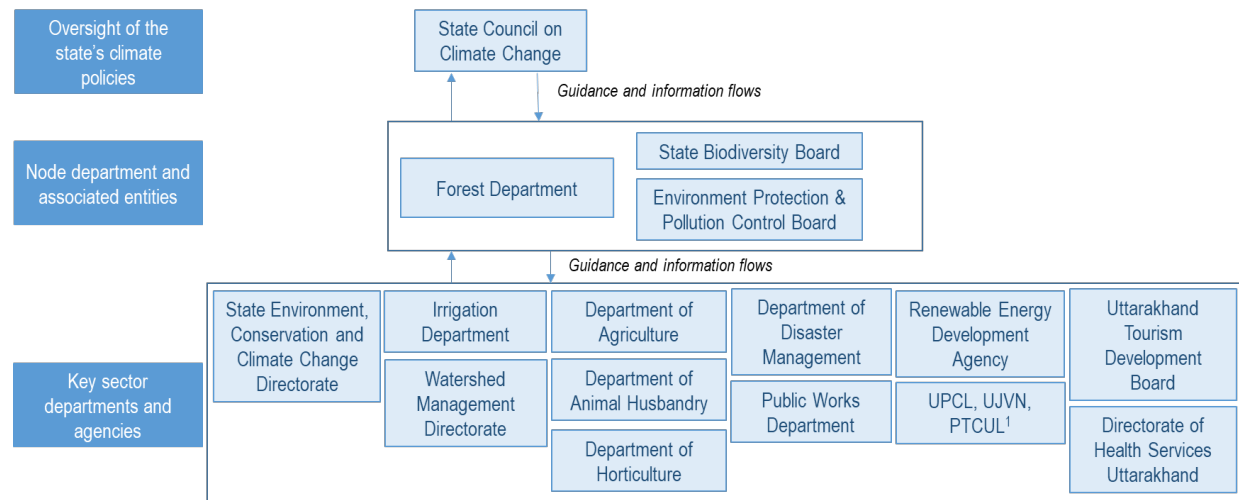 Oversight of the
state's climate
policies
State Council on
Climate Change
Guidance and information flows
Node department and
associated entities
Forest Department
State Biodiversity Board
Environment Protection &
Pollution Control Board
Guidance and information flows
Key sector
departments and
agencies
State Environment,
Conservation and
Climate Change
Directorate
Irrigation
Department
Watershed
Management
Directorate
Department of
Agriculture
Department of
Animal Husbandry
Department of
Horticulture
Department of
Disaster
Management
Public Works
Department
Renewable Energy
Development
Agency
UPCL, UJVN,
PTCUL¹
Uttarakhand
Tourism
Development
Board
Directorate of
Health Services
Uttarakhand